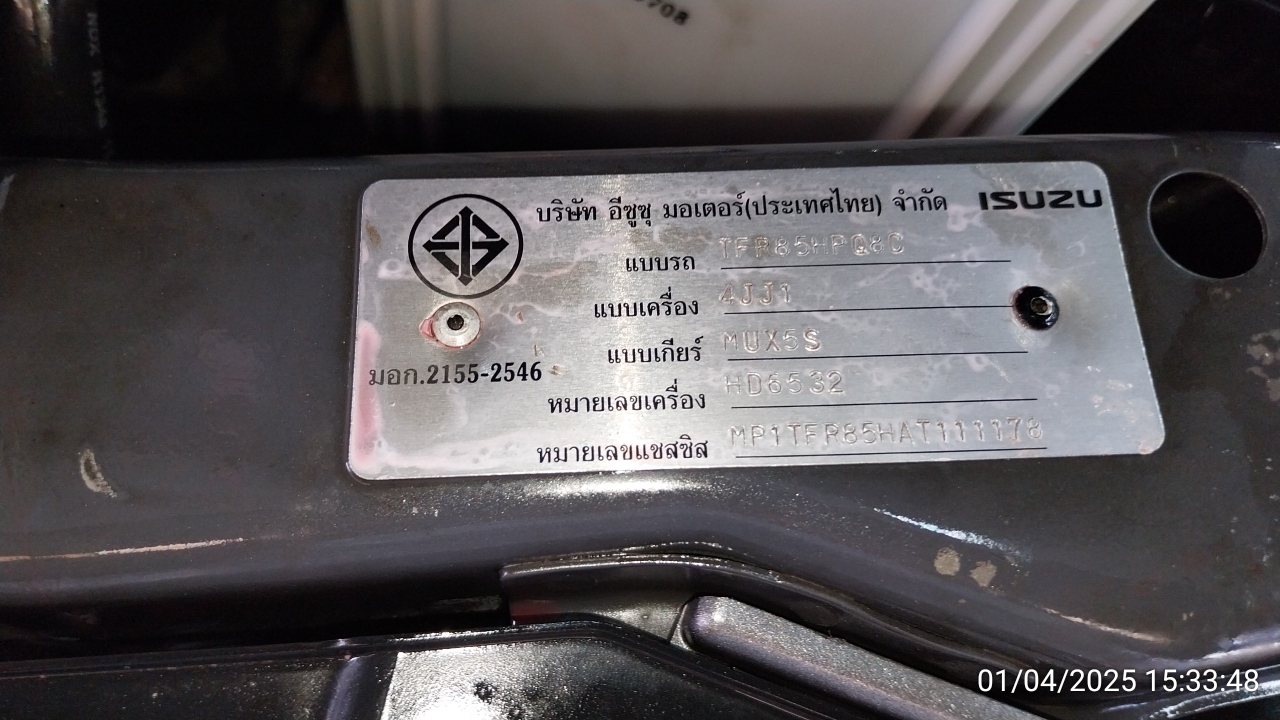 บริษัท อีซูซุ มอเตอร์(ประเทศไทย) จำกัด ISUZU
แบบรถ TFR85HPQ8C
แบบเครื่อง 4JJ1
แบบเกียร์ MUX5S
มอก.2155-2546
หมายเลขเครื่อง HD6532
หมายเลขแชสซิส MP1TFR85HAT111178
01/04/2025 15:33:48